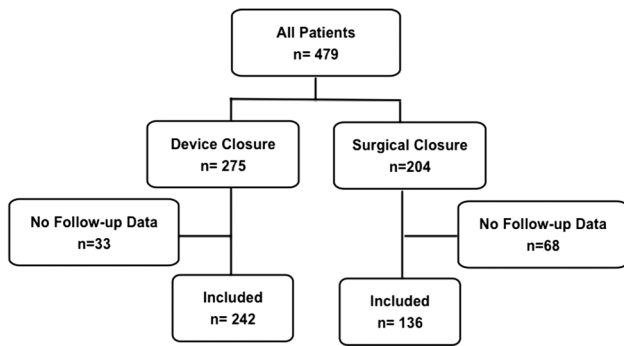 All Patients
n= 479
Device Closure
n= 275
Surgical Closure
n=204
No Follow-up Data
n=33
No Follow-up Data
n=68
Included
n= 242
Included
n= 136